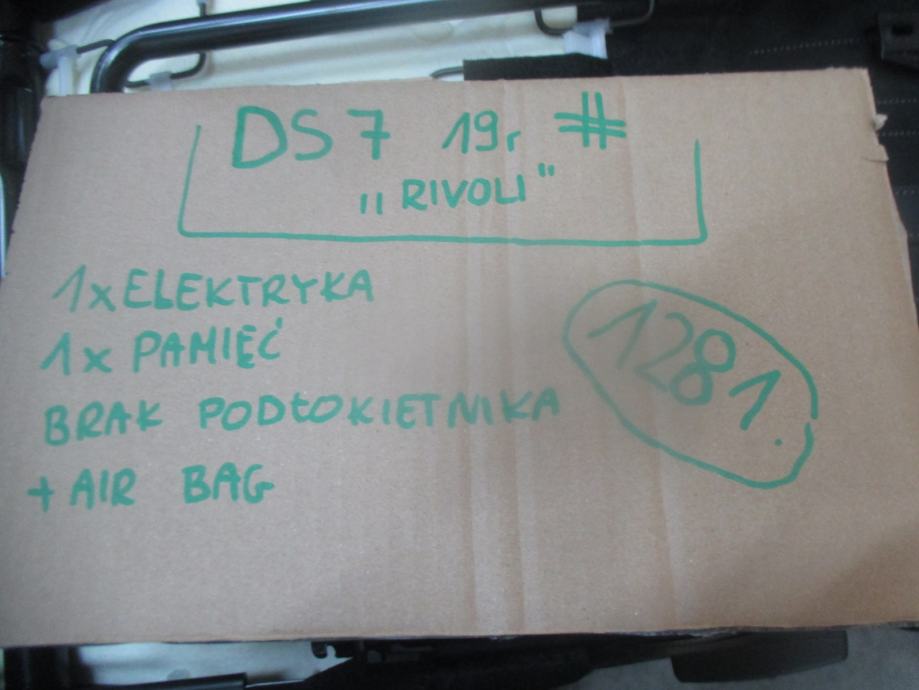 DS7 19r #
„RIVOLI"
1x ELEKTRYKA
1x PAMIĘĆ
BRAK PODŁOKIETNIKA
+ AIR BAG
1281.